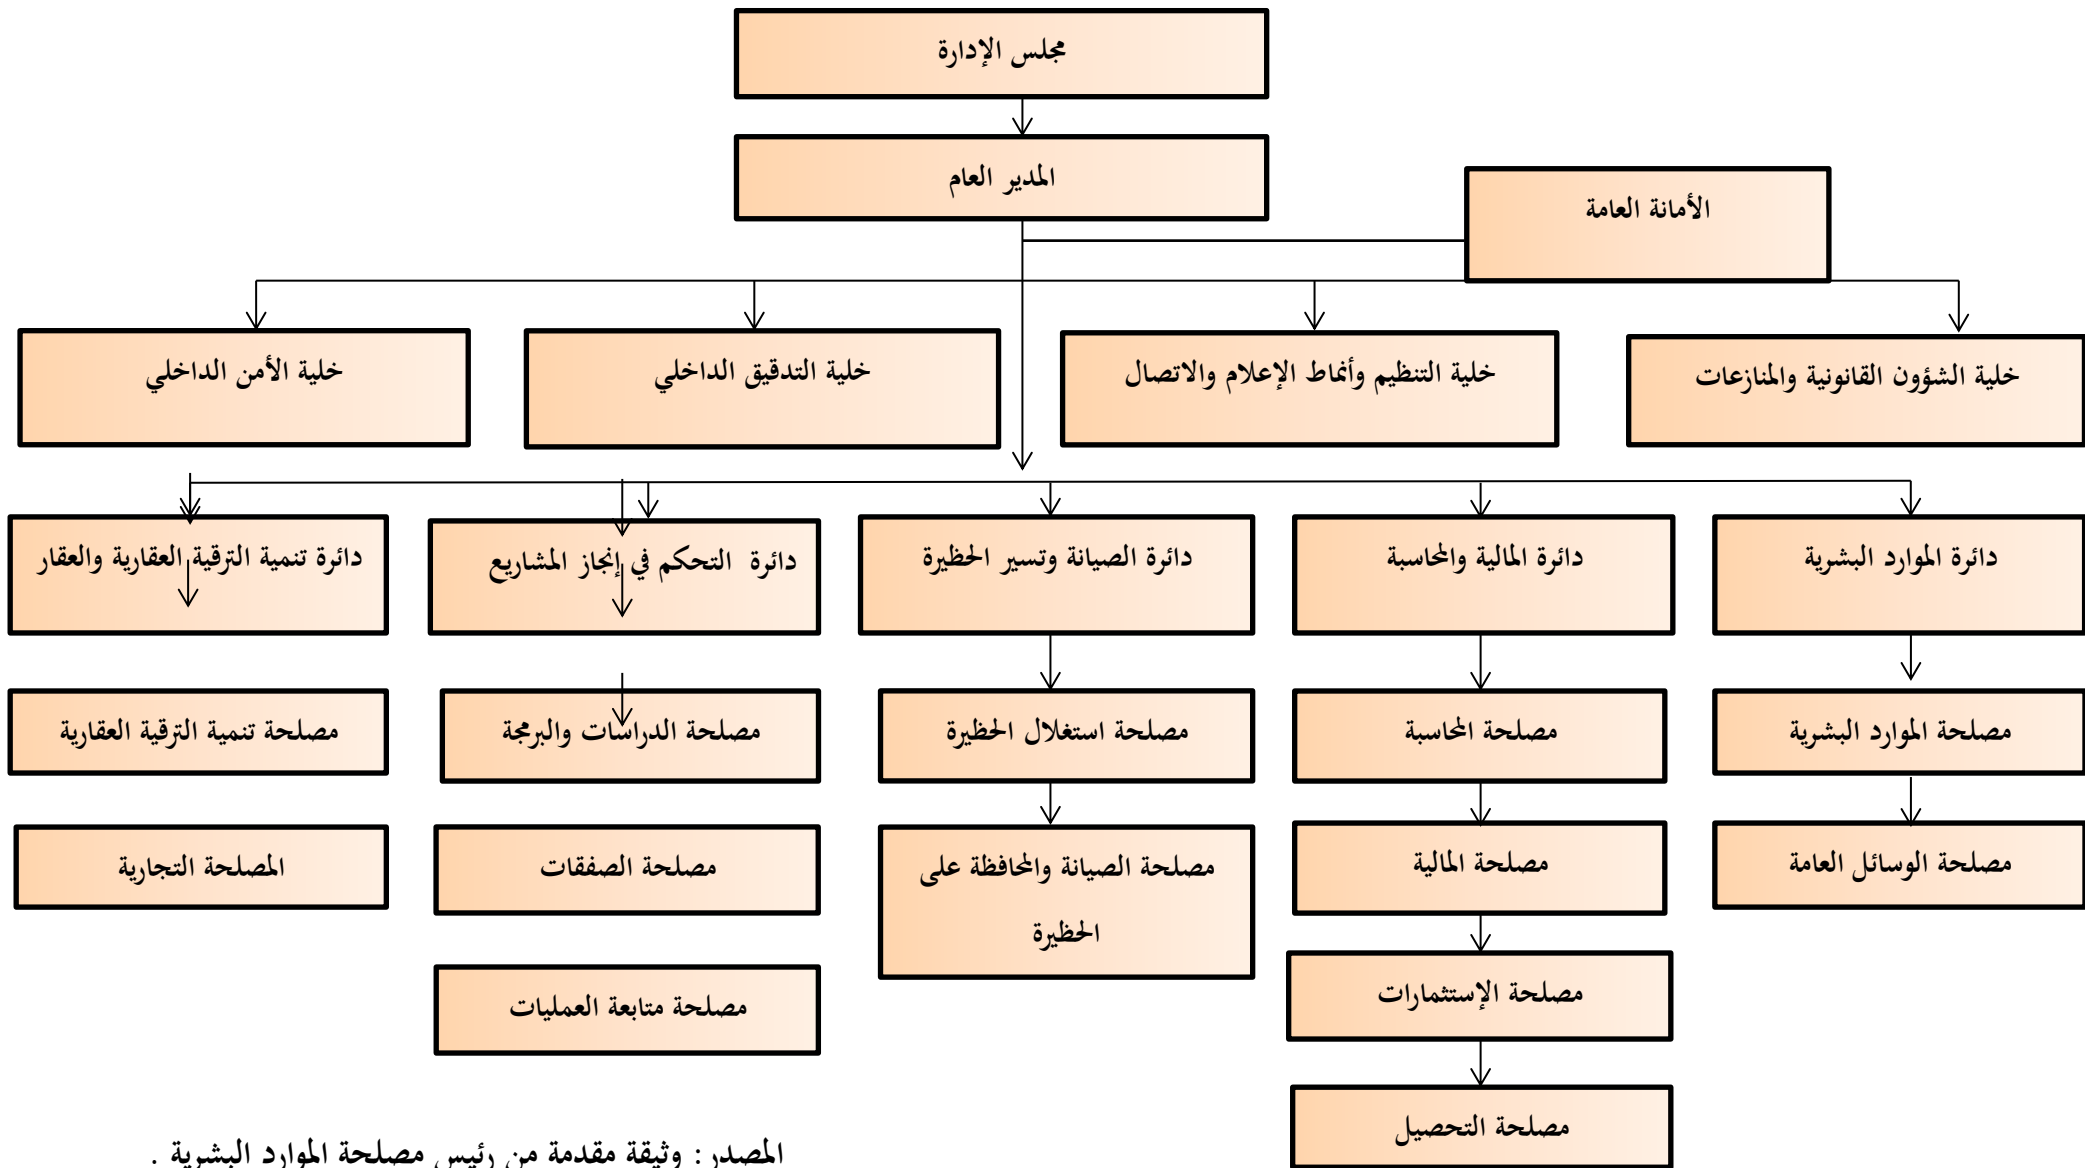 مجلس الإدارة
المدير العام
الأمانة العامة
خلية الشؤون القانونية والمنازعات
خلية التنظيم وأنماط الإعلام والاتصال
خلية التدقيق الداخلي
خلية الأمن الداخلي
دائرة الموارد البشرية
دائرة المالية والمحاسبة
دائرة الصيانة وتسير الحظيرة
دائرة التحكم في إنجاز المشاريع
دائرة تنمية الترقية العقارية والعقار
مصلحة الموارد البشرية
مصلحة المحاسبة
مصلحة استغلال الحظيرة
مصلحة الدراسات والبرمجة
مصلحة تنمية الترقية العقارية
مصلحة الوسائل العامة
مصلحة المالية
مصلحة الصيانة والمحافظة على
الحظيرة
مصلحة الصفقات
المصلحة التجارية
مصلحة الإستثمارات
مصلحة متابعة العمليات
مصلحة التحصيل
المصدر: وثيقة مقدمة من رئيس مصلحة الموارد البشرية .